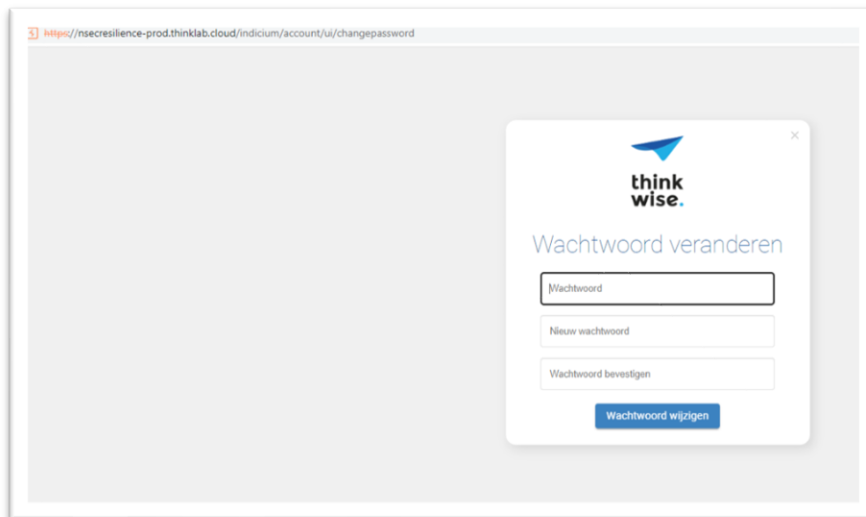 https://nsecresilience-prod.thinklab.cloud/indicium/account/ui/changepassword
think
wise.
Wachtwoord veranderen
Wachtwoord
Nieuw wachtwoord
Wachtwoord bevestigen
Wachtwoord wijzigen